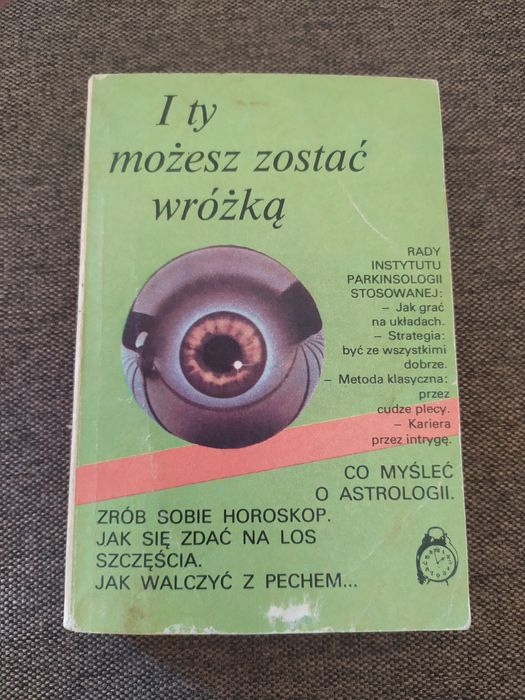 I ty
możesz zostać
wróżką
RADY
INSTYTUTU
PARKINSOLOGII
STOSOWANEJ:
— Jak grać
na układach.
— Strategia:
być ze wszystkimi
dobrze.
— Metoda klasyczna:
przez
cudze plecy.
— Kariera
przez intrygę.
CO MYŚLEĆ
O ASTROLOGII.
ZRÓB SOBIE HOROSKOP.
JAK SIĘ ZDAĆ NA LOS
SZCZĘŚCIA.
JAK WALCZYĆ Z PECHEM...